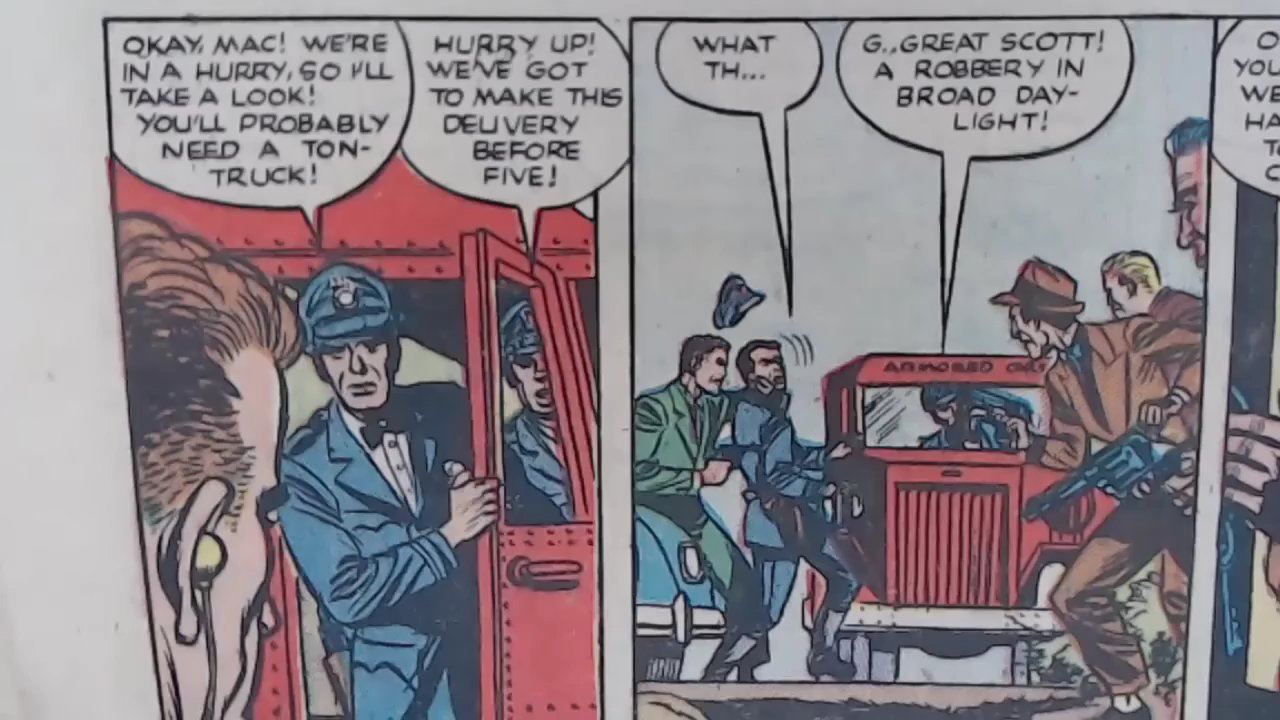 OKAY, MAC! WE'RE
IN A HURRY, SO I'LL
TAKE A LOOK!
YOU'LL PROBABLY
NEED A TON-
TRUCK!
HURRY UP!
WE'VE GOT
TO MAKE THIS
DELIVERY
BEFORE
FIVE!
WHAT
TH...
G..GREAT SCOTT!
A ROBBERY IN
BROAD DAY-
LIGHT!
ARMORED